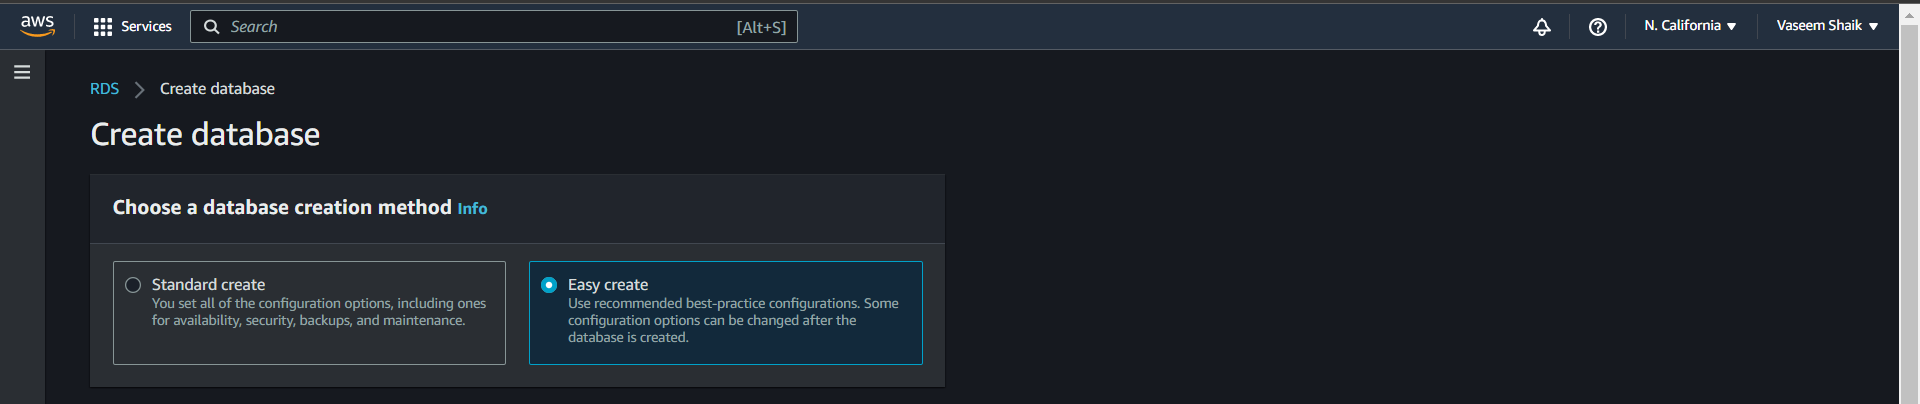 aws Services Search [Alt+S] N. California Vaseem Shaik
RDS Create database
Create database
Choose a database creation method Info
Standard create
You set all of the configuration options, including ones
for availability, security, backups, and maintenance.
Easy create
Use recommended best-practice configurations. Some
configuration options can be changed after the
database is created.